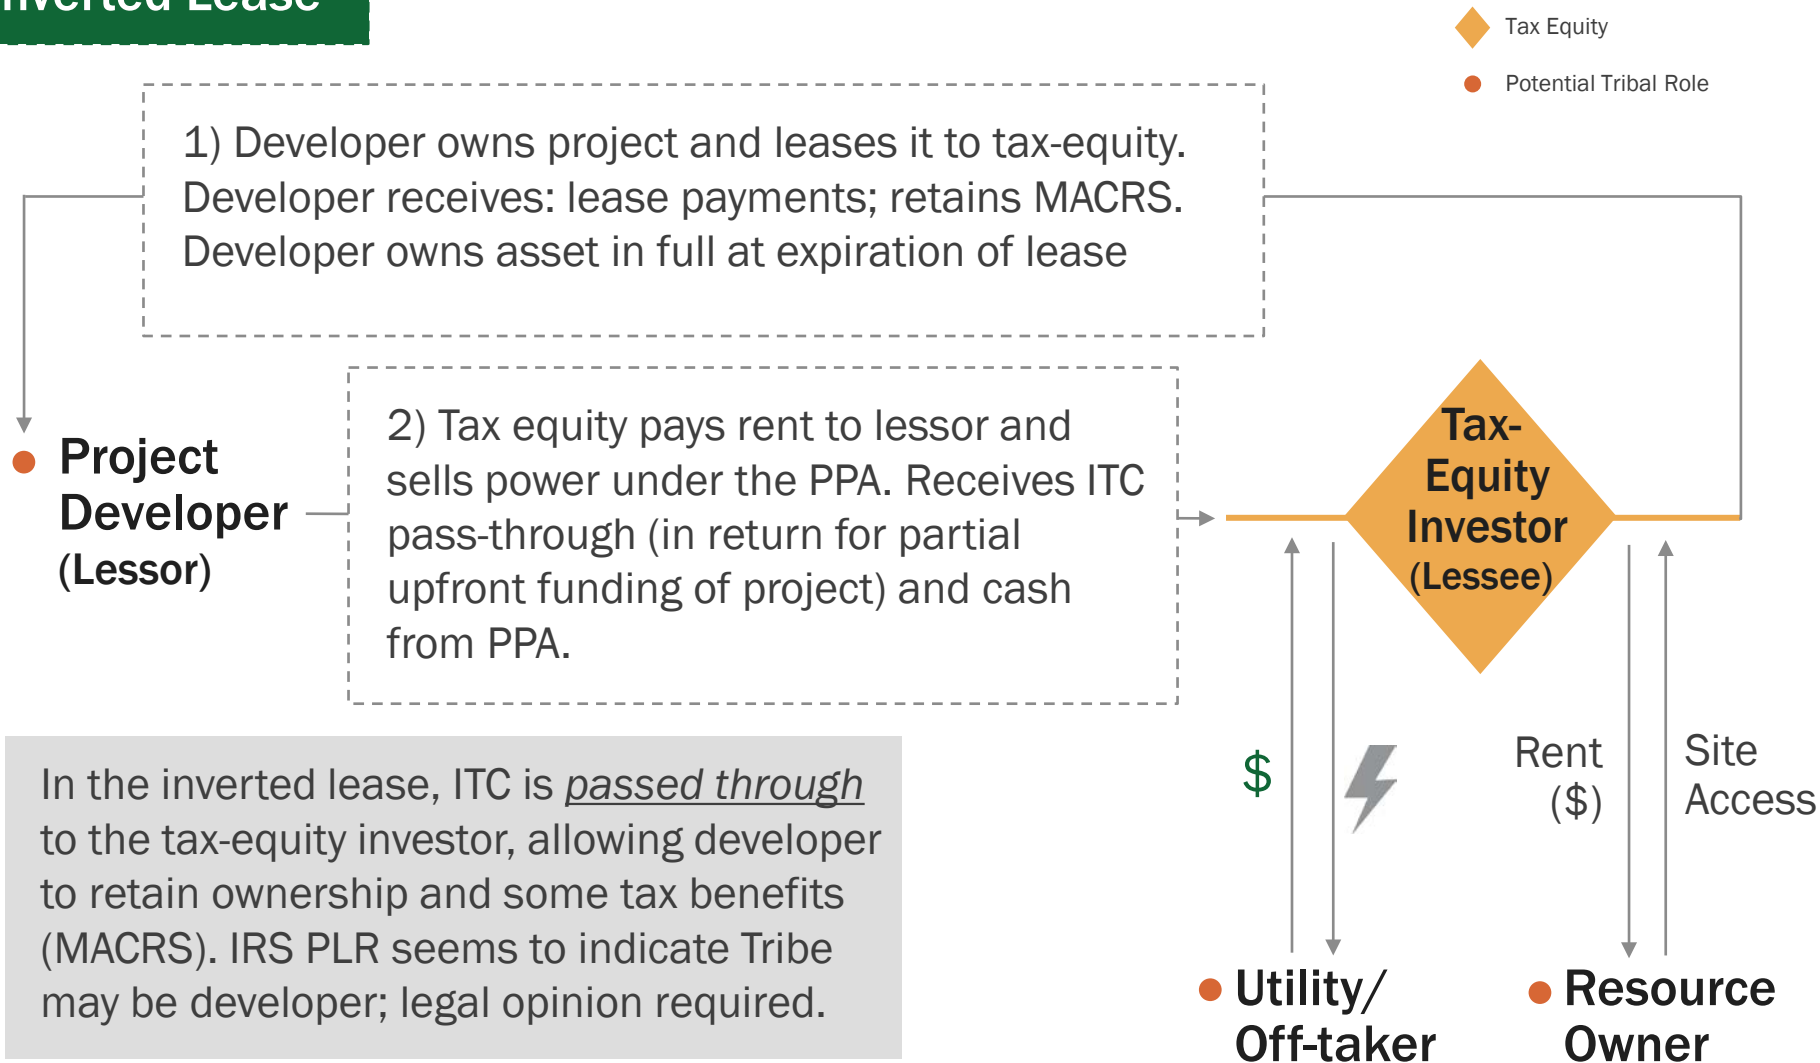 Inverted Lease
Tax Equity
Potential Tribal Role
1) Developer owns project and leases it to tax-equity.
Developer receives: lease payments; retains MACRS.
Developer owns asset in full at expiration of lease
Project
Developer
(Lessor)
2) Tax equity pays rent to lessor and
sells power under the PPA. Receives ITC
pass-through (in return for partial
upfront funding of project) and cash
from PPA.
Tax-
Equity
Investor
(Lessee)
$
Rent
($)
Site
Access
In the inverted lease, ITC is passed through
to the tax-equity investor, allowing developer
to retain ownership and some tax benefits
(MACRS). IRS PLR seems to indicate Tribe
may be developer; legal opinion required.
Utility/
Off-taker
Resource
Owner